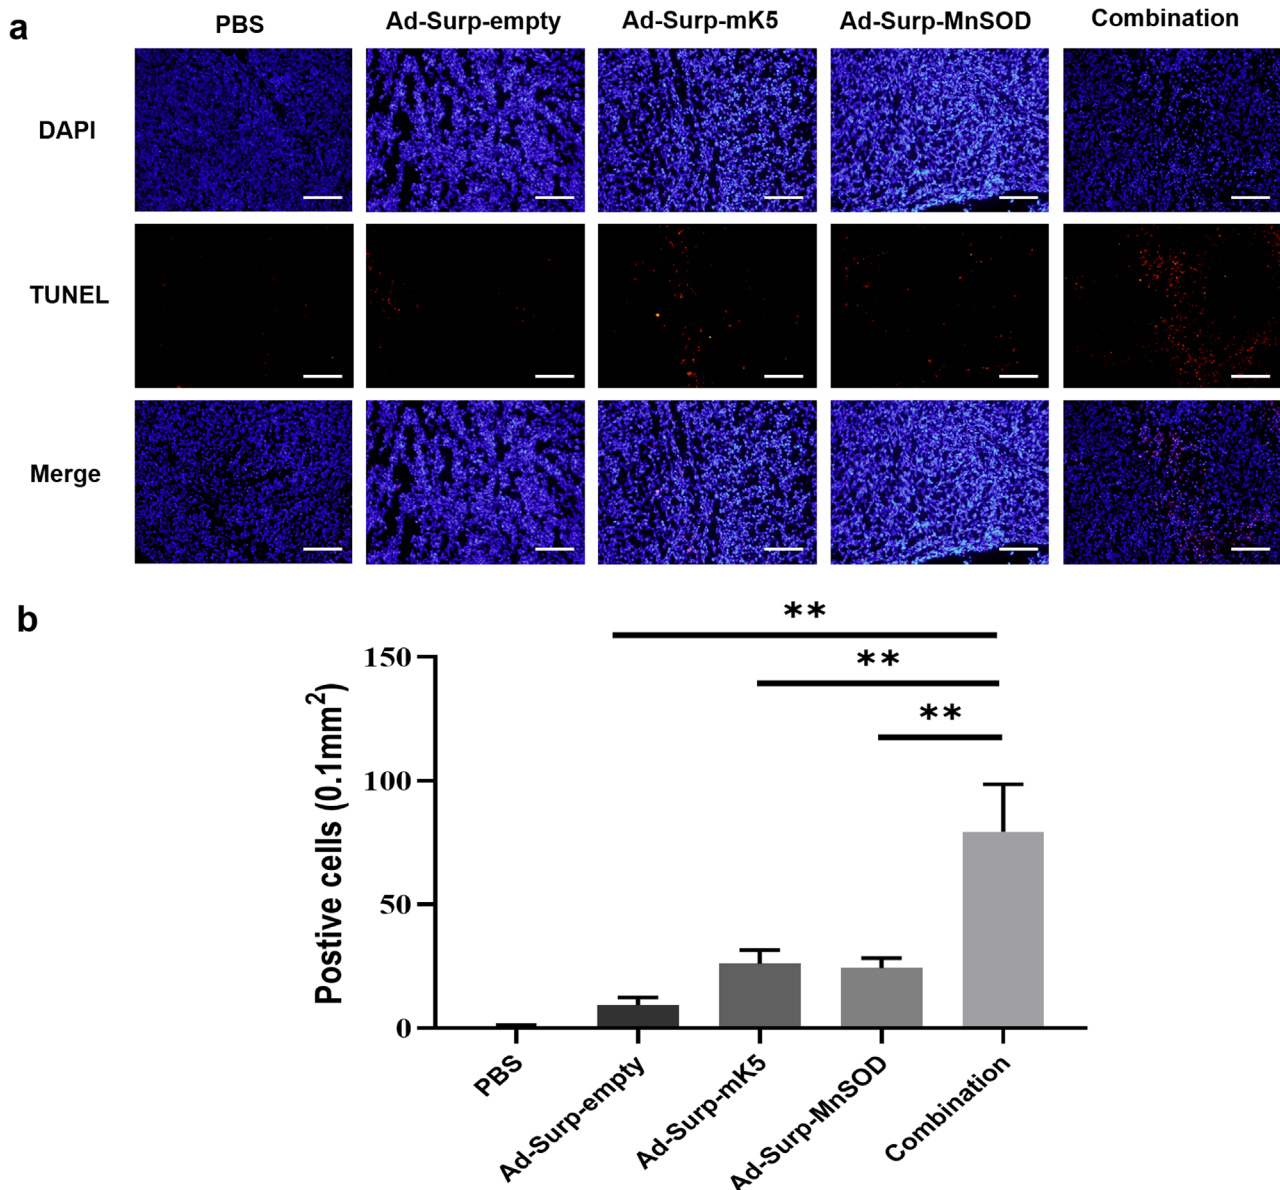 a
PBS Ad-Surp-empty Ad-Surp-mK5 Ad-Surp-MnSOD Combination
DAPI
TUNEL
Merge
b
**
**
**
150
100
50
0
Postive cells (0.1mm²)
PBS
Ad-Surp-empty
Ad-Surp-mK5
Ad-Surp-MnSOD
Combination